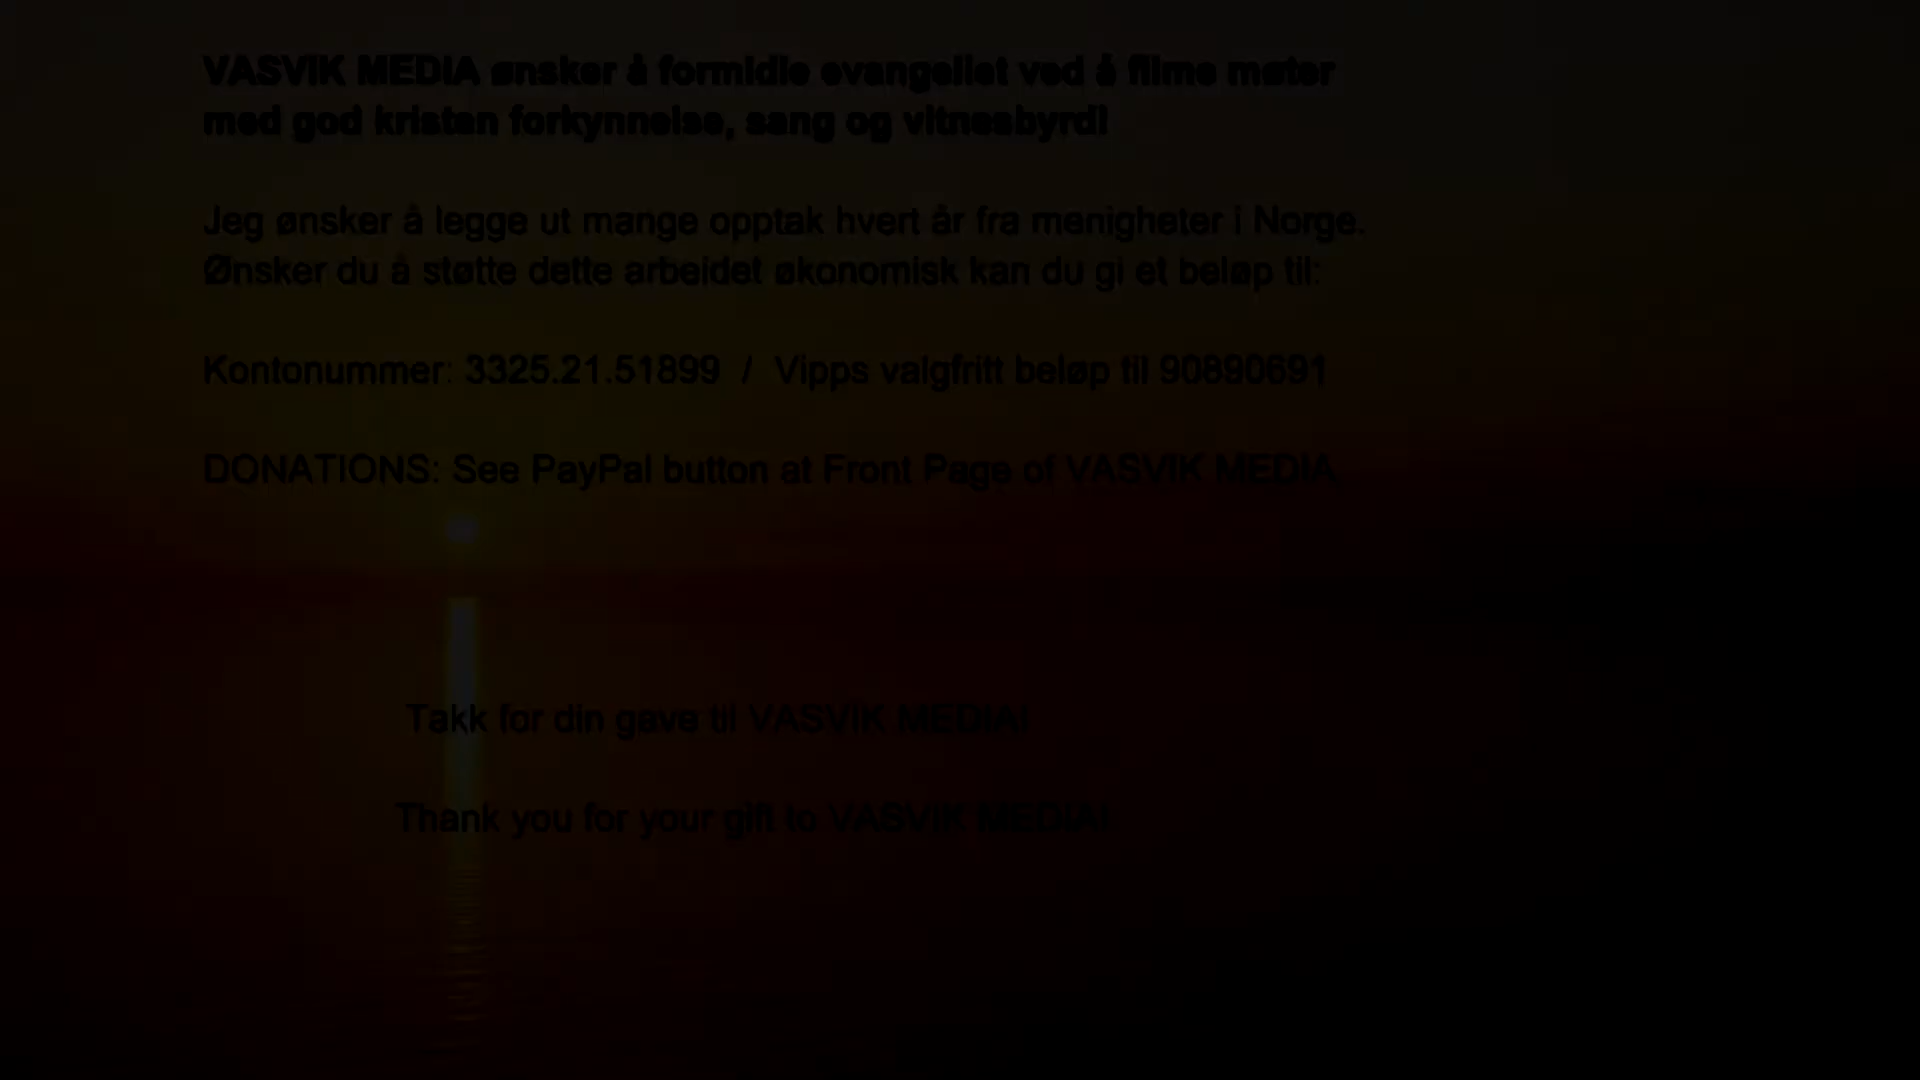 VASVIK MEDIA ønsker å formidle evangeliet ved å filme møter
med god kristen forkynnelse, sang og vitnesbyrd!
Jeg ønsker å legge ut mange opptak hvert år fra menigheter i Norge.
Ønsker du å støtte dette arbeidet økonomisk kan du gi et beløp til:
Kontonummer: 3325.21.51899 / Vipps valgfritt beløp til 90890691
DONATIONS: See PayPal button at Front Page of VASVIK MEDIA.
Takk for din gave til VASVIK MEDIA!
Thank you for your gift to VASVIK MEDIA!